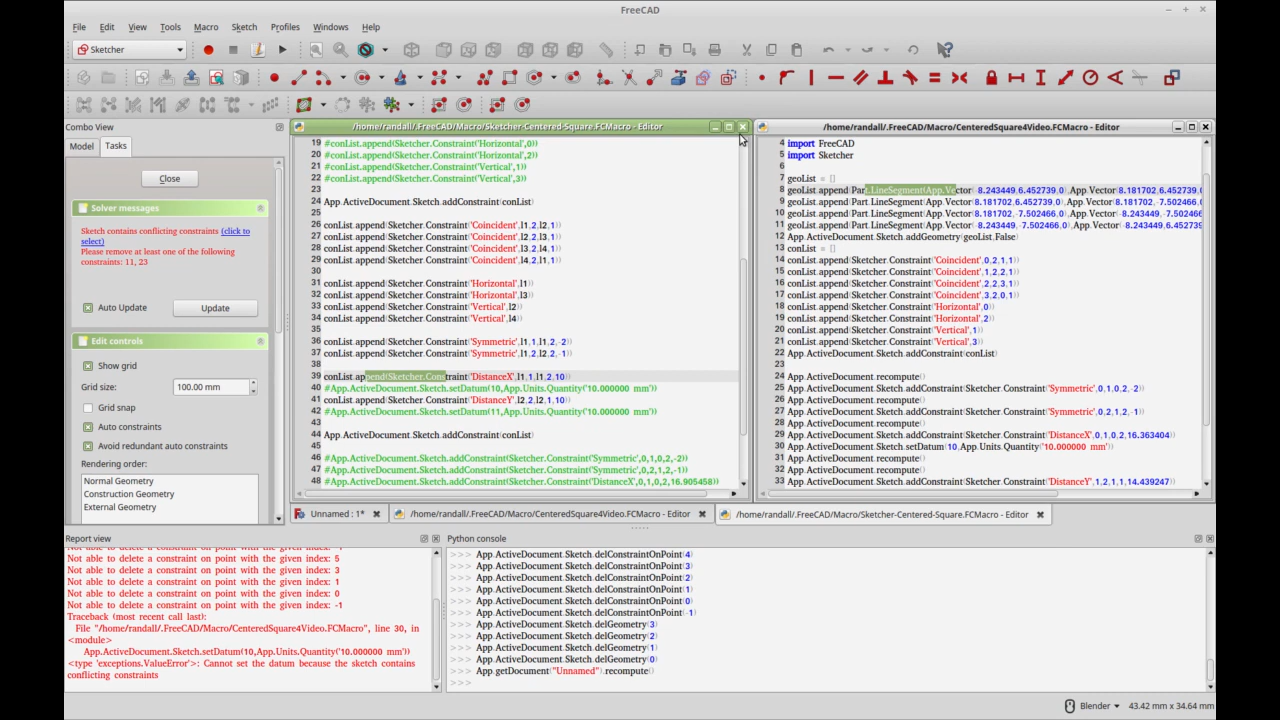 FreeCAD
File Edit View Tools Macro Sketch Profiles Windows Help
Sketcher
Combo View
Model Tasks
Close
Solver messages
Sketch contains conflicting constraints (click to
select)
Please remove at least one of the following
constraints: 11, 23
Auto Update Update
Edit controls
Show grid
Grid size: 100.00 mm
Grid snap
Auto constraints
Avoid redundant auto constraints
Rendering order:
Normal Geometry
Construction Geometry
External Geometry
/home/randall/.FreeCAD/Macro/Sketcher-Centered-Square.FCMacro - Editor
19 #conList.append(Sketcher.Constraint('Horizontal',0))
20 #conList.append(Sketcher.Constraint('Horizontal',2))
21 #conList.append(Sketcher.Constraint('Vertical',1))
22 #conList.append(Sketcher.Constraint('Vertical',3))
23
24 App.ActiveDocument.Sketch.addConstraint(conList)
25
26 conList.append(Sketcher.Constraint('Coincident',l1,2,l2,1))
27 conList.append(Sketcher.Constraint('Coincident',l2,2,l3,1))
28 conList.append(Sketcher.Constraint('Coincident',l3,2,l4,1))
29 conList.append(Sketcher.Constraint('Coincident',l4,2,l1,1))
30
31 conList.append(Sketcher.Constraint('Horizontal',l1))
32 conList.append(Sketcher.Constraint('Horizontal',l3))
33 conList.append(Sketcher.Constraint('Vertical',l2))
34 conList.append(Sketcher.Constraint('Vertical',l4))
35
36 conList.append(Sketcher.Constraint('Symmetric',l1,1,l1,2,-2))
37 conList.append(Sketcher.Constraint('Symmetric',l1,2,l2,2,-1))
38
39 conList.append(Sketcher.Constraint('DistanceX',l1,1,l1,2,10))
40 #App.ActiveDocument.Sketch.setDatum(10,App.Units.Quantity('10.000000 mm'))
41 conList.append(Sketcher.Constraint('DistanceY',l2,2,l2,1,10))
42 #App.ActiveDocument.Sketch.setDatum(11,App.Units.Quantity('10.000000 mm'))
43
44 App.ActiveDocument.Sketch.addConstraint(conList)
45
46 #App.ActiveDocument.Sketch.addConstraint(Sketcher.Constraint('Symmetric',0,1,0,2,-2))
47 #App.ActiveDocument.Sketch.addConstraint(Sketcher.Constraint('Symmetric',0,2,1,2,-1))
48 #App.ActiveDocument.Sketch.addConstraint(Sketcher.Constraint('DistanceX',0,1,0,2,16.905458))
/home/randall/.FreeCAD/Macro/CenteredSquare4Video.FCMacro - Editor
4 import FreeCAD
5 import Sketcher
6
7 geoList = []
8 geoList.append(Part.LineSegment(App.Vector(-8.243449,6.452739,0),App.Vector(8.181702,6.452739,0
9 geoList.append(Part.LineSegment(App.Vector(8.181702,6.452739,0),App.Vector(8.181702,-7.502466,0
10 geoList.append(Part.LineSegment(App.Vector(8.181702,-7.502466,0),App.Vector(-8.243449,-7.502466
11 geoList.append(Part.LineSegment(App.Vector(-8.243449,-7.502466,0),App.Vector(-8.243449,6.452739
12 App.ActiveDocument.Sketch.addGeometry(geoList,False)
13 conList = []
14 conList.append(Sketcher.Constraint('Coincident',0,2,1,1))
15 conList.append(Sketcher.Constraint('Coincident',1,2,2,1))
16 conList.append(Sketcher.Constraint('Coincident',2,2,3,1))
17 conList.append(Sketcher.Constraint('Coincident',3,2,0,1))
18 conList.append(Sketcher.Constraint('Horizontal',0))
19 conList.append(Sketcher.Constraint('Horizontal',2))
20 conList.append(Sketcher.Constraint('Vertical',1))
21 conList.append(Sketcher.Constraint('Vertical',3))
22 App.ActiveDocument.Sketch.addConstraint(conList)
23
24 App.ActiveDocument.recompute()
25 App.ActiveDocument.Sketch.addConstraint(Sketcher.Constraint('Symmetric',0,1,0,2,-2))
26 App.ActiveDocument.recompute()
27 App.ActiveDocument.Sketch.addConstraint(Sketcher.Constraint('Symmetric',0,2,1,2,-1))
28 App.ActiveDocument.recompute()
29 App.ActiveDocument.Sketch.addConstraint(Sketcher.Constraint('DistanceX',0,1,0,2,16.363404))
30 App.ActiveDocument.Sketch.setDatum(10,App.Units.Quantity('10.000000 mm'))
31 App.ActiveDocument.recompute()
32 App.ActiveDocument.recompute()
33 App.ActiveDocument.Sketch.addConstraint(Sketcher.Constraint('DistanceY',1,2,1,1,14.439247))
Unnamed : 1* /home/randall/.FreeCAD/Macro/CenteredSquare4Video.FCMacro - Editor /home/randall/.FreeCAD/Macro/Sketcher-Centered-Square.FCMacro - Editor
Report view
Not able to delete a constraint on point with the given index: 5
Not able to delete a constraint on point with the given index: 3
Not able to delete a constraint on point with the given index: 1
Not able to delete a constraint on point with the given index: 0
Not able to delete a constraint on point with the given index: -1
Traceback (most recent call last):
File "/home/randall/.FreeCAD/Macro/CenteredSquare4Video.FCMacro", line 30, in
<module>
App.ActiveDocument.Sketch.setDatum(10,App.Units.Quantity('10.000000 mm'))
<type 'exceptions.ValueError'>: Cannot set the datum because the sketch contains
conflicting constraints
Python console
>>> App.ActiveDocument.Sketch.delConstraintOnPoint(4)
>>> App.ActiveDocument.Sketch.delConstraintOnPoint(3)
>>> App.ActiveDocument.Sketch.delConstraintOnPoint(2)
>>> App.ActiveDocument.Sketch.delConstraintOnPoint(1)
>>> App.ActiveDocument.Sketch.delConstraintOnPoint(0)
>>> App.ActiveDocument.Sketch.delConstraintOnPoint(-1)
>>> App.ActiveDocument.Sketch.delGeometry(3)
>>> App.ActiveDocument.Sketch.delGeometry(2)
>>> App.ActiveDocument.Sketch.delGeometry(1)
>>> App.ActiveDocument.Sketch.delGeometry(0)
>>> App.getDocument("Unnamed").recompute()
>>>
Blender 43.42 mm x 34.64 mm